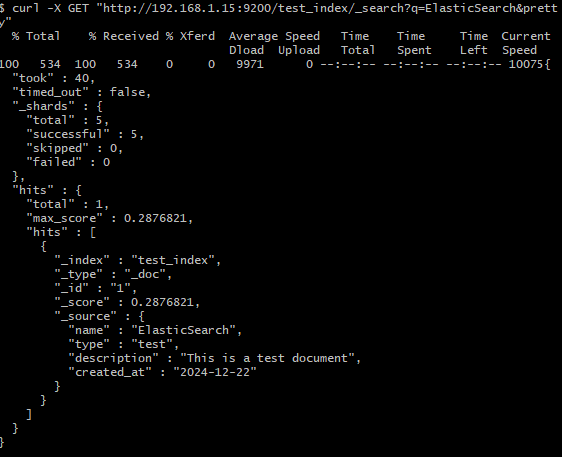 $ curl -X GET "http://192.168.1.15:9200/test_index/_search?q=ElasticSearch&prett
y"
  % Total    % Received % Xferd  Average Speed   Time    Time     Time  Current
                                 Dload  Upload   Total   Spent    Left  Speed
100   534  100   534    0     0   9971      0 --:--:-- --:--:-- --:--:-- 10075{
  "took" : 40,
  "timed_out" : false,
  "_shards" : {
    "total" : 5,
    "successful" : 5,
    "skipped" : 0,
    "failed" : 0
  },
  "hits" : {
    "total" : 1,
    "max_score" : 0.2876821,
    "hits" : [
      {
        "_index" : "test_index",
        "_type" : "_doc",
        "_id" : "1",
        "_score" : 0.2876821,
        "_source" : {
          "name" : "ElasticSearch",
          "type" : "test",
          "description" : "This is a test document",
          "created_at" : "2024-12-22"
        }
      }
    ]
  }
}